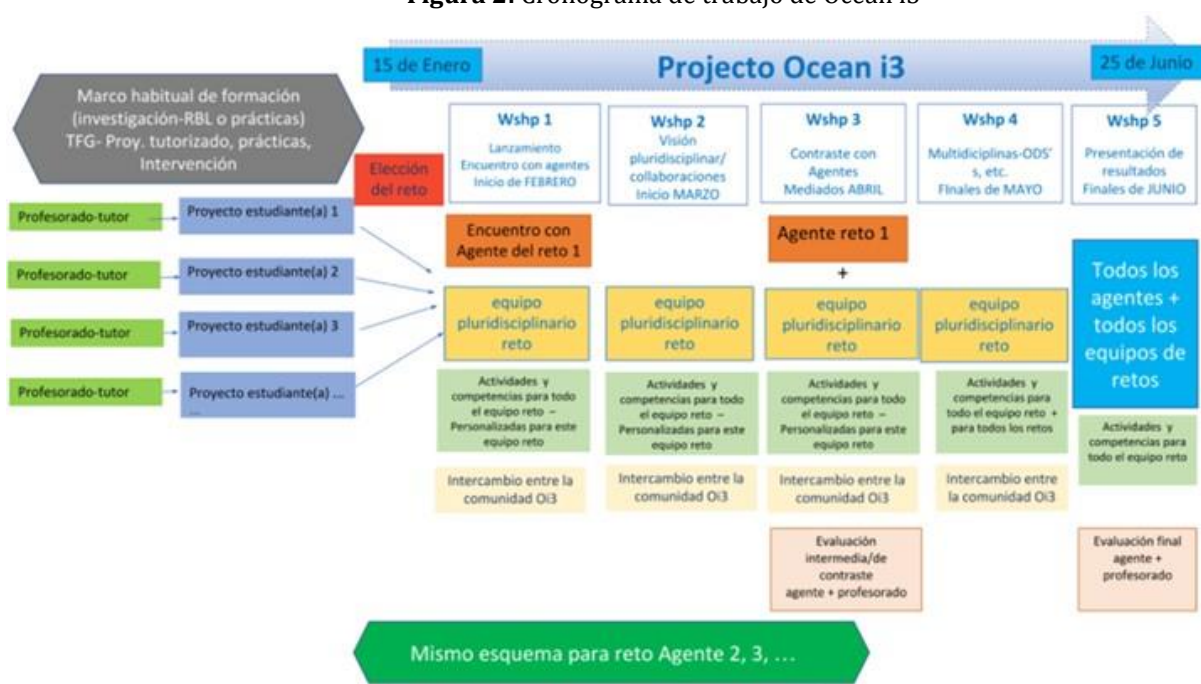 Figura 2. Cronograma de trabajo de Ocean i3
15 de Enero
Projecto Ocean i3
25 de Junio
Marco habitual de formación
(investigación-RBL o prácticas)
TFG- Proy. tutorizado, prácticas,
Intervención
Elección
del reto
Wshp 1
Lanzamiento
Encuentro con agentes
Inicio de FEBRERO
Wshp 2
Visión
pluridisciplinar/
collaboraciones
Inicio MARZO
Wshp 3
Contraste con
Agentes
Mediados ABRIL
Wshp 4
Multidiciplinas-ODS'
s, etc.
FInales de MAYO
Wshp 5
Presentación de
resultados
Finales de JUNIO
Profesorado-tutor
Proyecto estudiante(a) 1
Profesorado-tutor
Proyecto estudiante(a) 2
Profesorado-tutor
Proyecto estudiante(a) 3
Profesorado-tutor
Proyecto estudiante(a) ...
...
Encuentro con
Agente del reto 1
Agente reto 1
+
equipo
pluridisciplinario
reto
equipo
pluridisciplinario
reto
equipo
pluridisciplinario
reto
equipo
pluridisciplinario
reto
Todos los
agentes +
todos los
equipos de
retos
Actividades y
competencias para todo
el equipo reto –
Personalizadas para este
equipo reto
Actividades y
competencias para todo
el equipo reto –
Personalizadas para este
equipo reto
Actividades y
competencias para todo
el equipo reto –
Personalizadas para este
equipo reto
Actividades y
competencias para
todo el equipo reto +
para todos los retos
Actividades y
competencias para
todo el equipo reto
Intercambio entre la
comunidad Oi3
Intercambio entre la
comunidad Oi3
Intercambio entre la
comunidad Oi3
Intercambio entre
la comunidad Oi3
Evaluación
intermedia/de
contraste
agente + profesorado
Evaluación final
agente +
profesorado
Mismo esquema para reto Agente 2, 3, ...